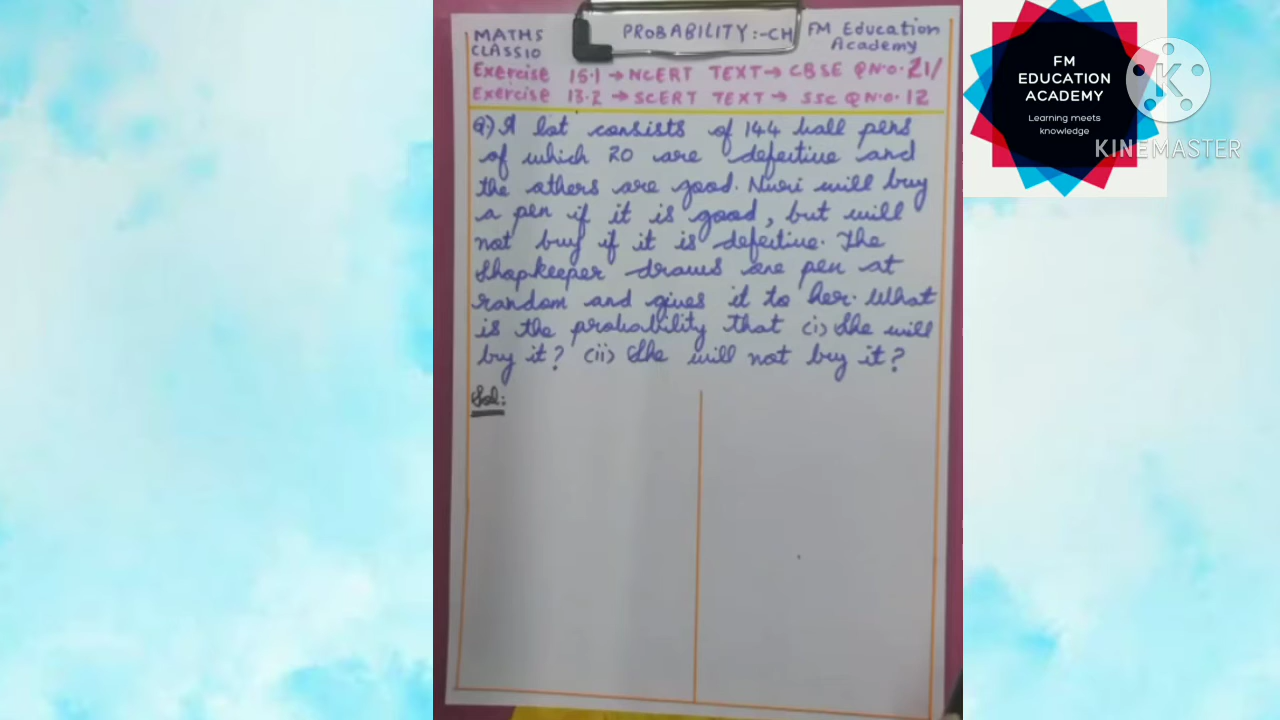 MATHS
CLASS10
PROBABILITY:-CH
FM Education
Academy
Exercise 15.1→NCERT TEXT→ CBSE QN.O.21/
Exercise 13.2→SCERT TEXT→ SSC QN.O.12
Q) A lot consists of 144 ball pens
of which 20 are defective and
the others are good. Nuri will buy
a pen if it is good, but will
not buy if it is defective. The
Shopkeeper draws one pen at
random and gives it to her. What
is the probability that (i) She will
buy it? (ii) She will not buy it?
Sol:
FM
EDUCATION
ACADEMY
Learning meets
knowledge
K
KINEMASTER